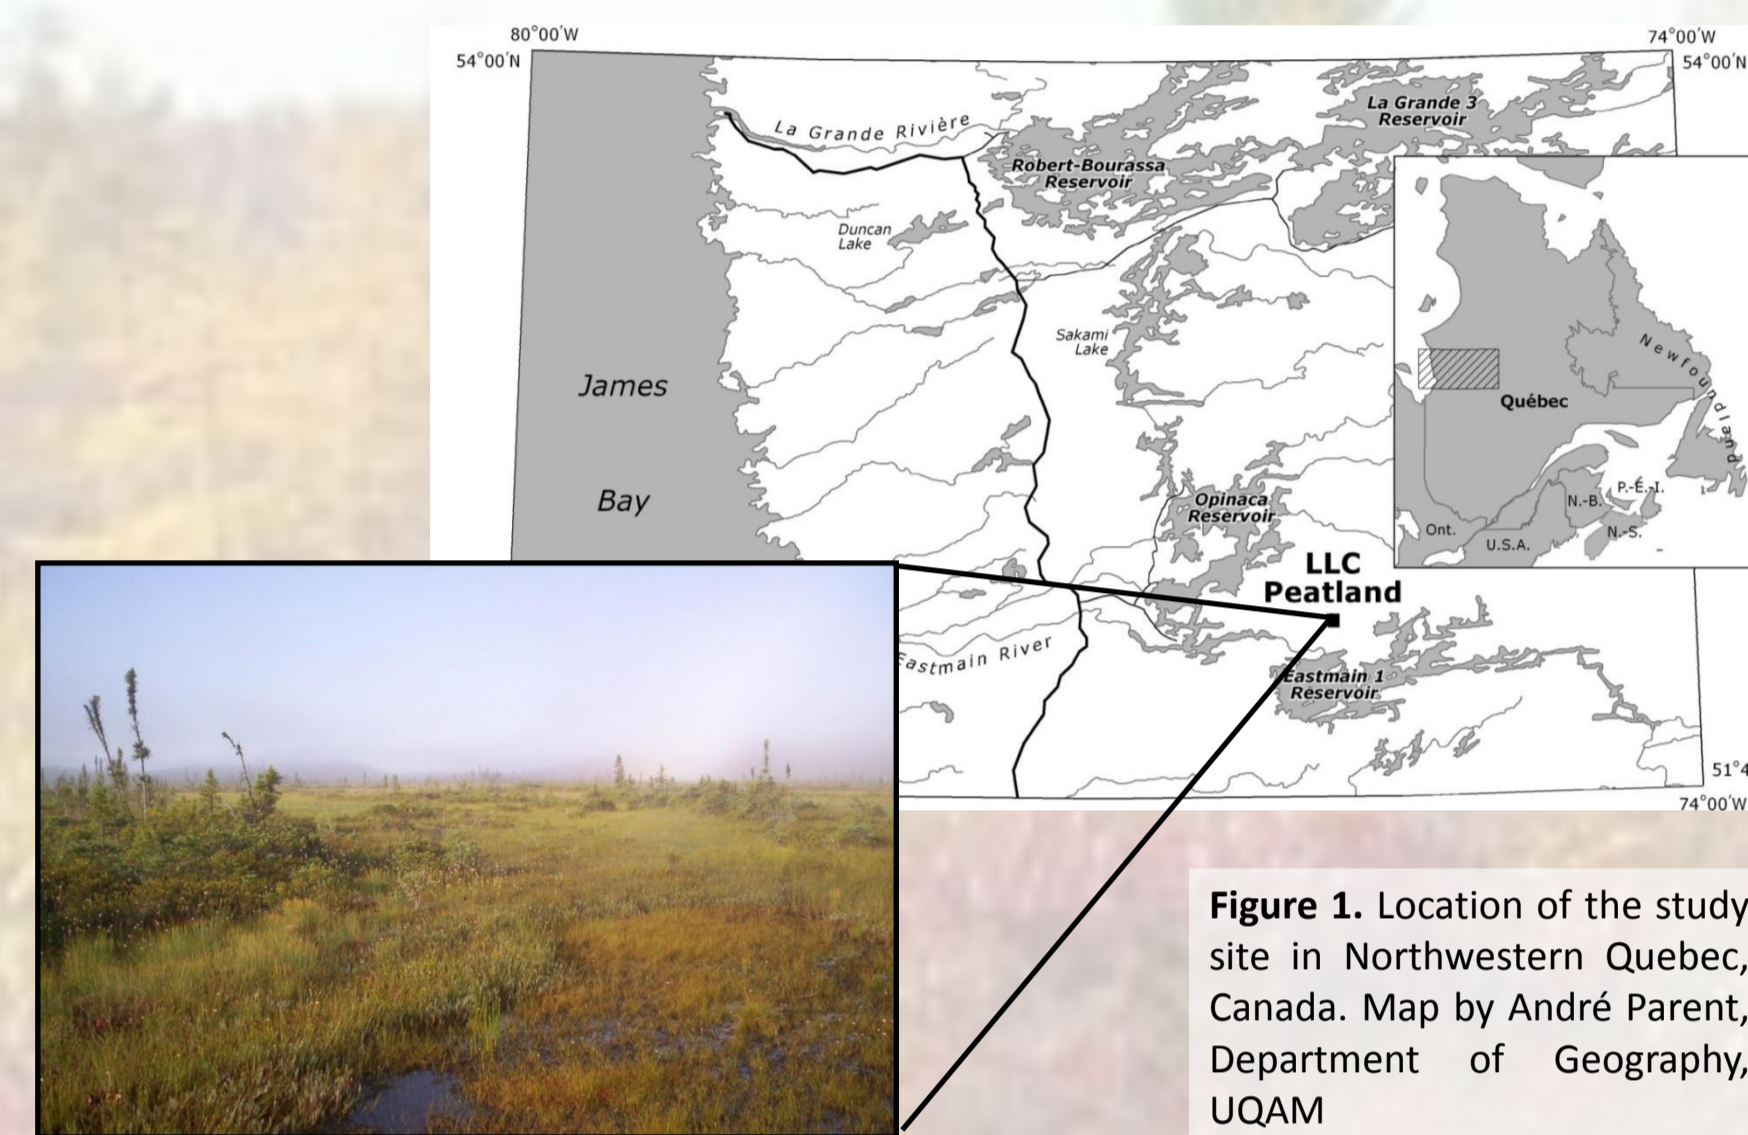 80°00'W
74°00'W
54°00'N
54°00'N
La Grande 3
Reservoir
La Grande Rivière
Robert-Bourassa
Reservoir
Duncan
Lake
Sakami
Lake
James
Bay
Newfoundland
Québec
P.-É.-I.
N.-B.
Ont.
N.-S.
U.S.A.
Opinaca
Reservoir
LLC
Peatland
Eastmain River
Eastmain 1
Reservoir
51°4
74°00'W
Figure 1. Location of the study
site in Northwestern Quebec,
Canada. Map by André Parent,
Department of Geography,
UQAM